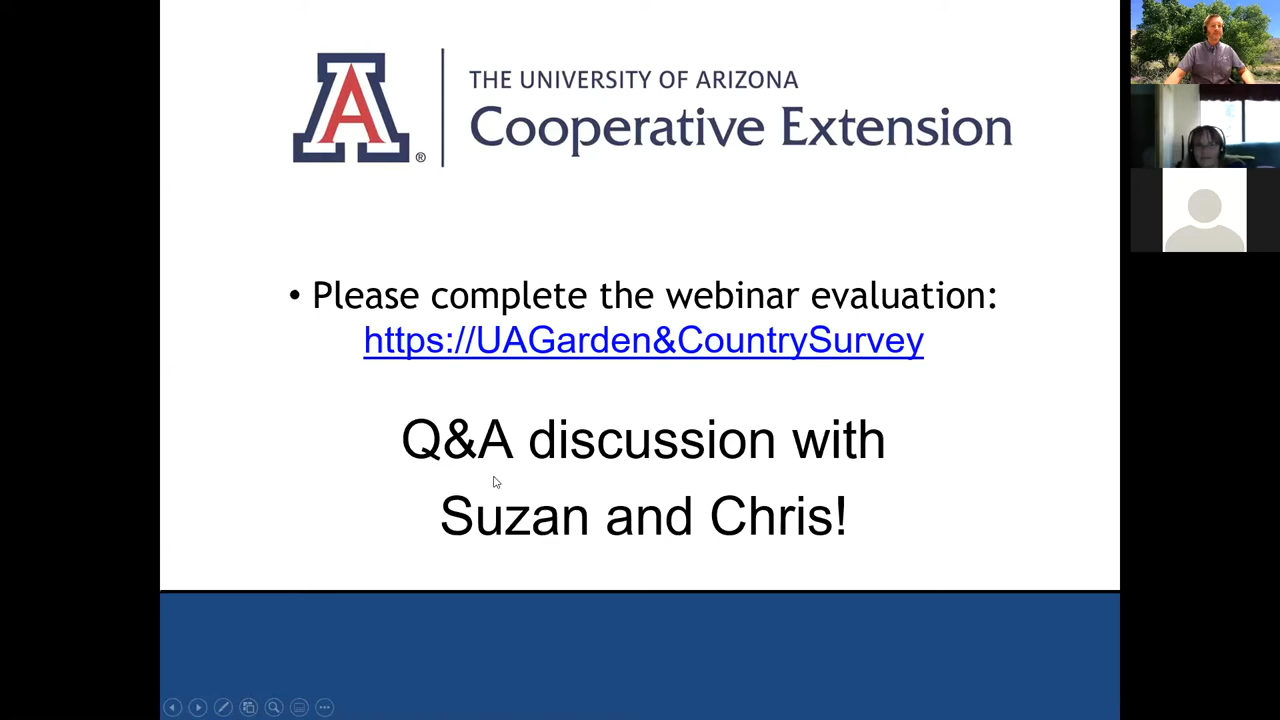 A ®
THE UNIVERSITY OF ARIZONA
Cooperative Extension
• Please complete the webinar evaluation:
https://UAGarden&CountrySurvey
Q&A discussion with
Suzan and Chris!